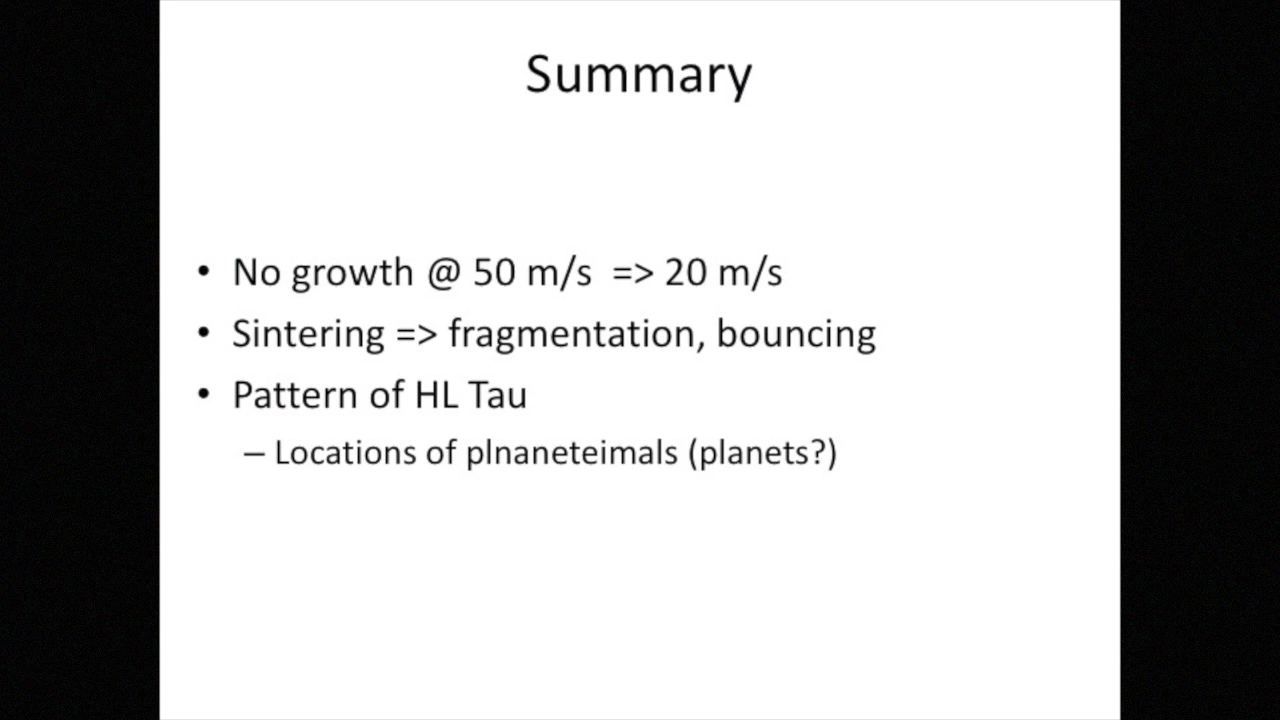 Summary
• No growth @ 50 m/s => 20 m/s
• Sintering => fragmentation, bouncing
• Pattern of HL Tau
– Locations of plnaneteimals (planets?)